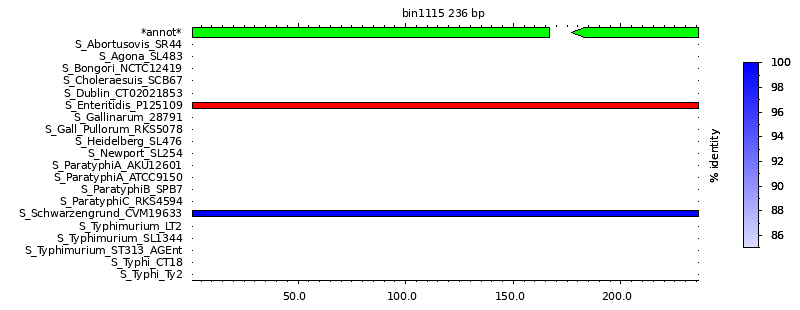 bin1115 236 bp
*annot*
S_Abortusovis_SR44
S_Agona_SL483
S_Bongori_NCTC12419
S_Choleraesuis_SCB67
S_Dublin_CT02021853
S_Enteritidis_P125109
S_Gallinarum_28791
S_Gall_Pullorum_RKS5078
S_Heidelberg_SL476
S_Newport_SL254
S_ParatyphiA_AKU12601
S_ParatyphiA_ATCC9150
S_ParatyphiB_SPB7
S_ParatyphiC_RKS4594
S_Schwarzengrund_CVM19633
S_Typhimurium_LT2
S_Typhimurium_SL1344
S_Typhimurium_ST313_AGEnt
S_Typhi_CT18
S_Typhi_Ty2
50.0 100.0 150.0 200.0
% identity
100
98
96
94
92
90
88
86